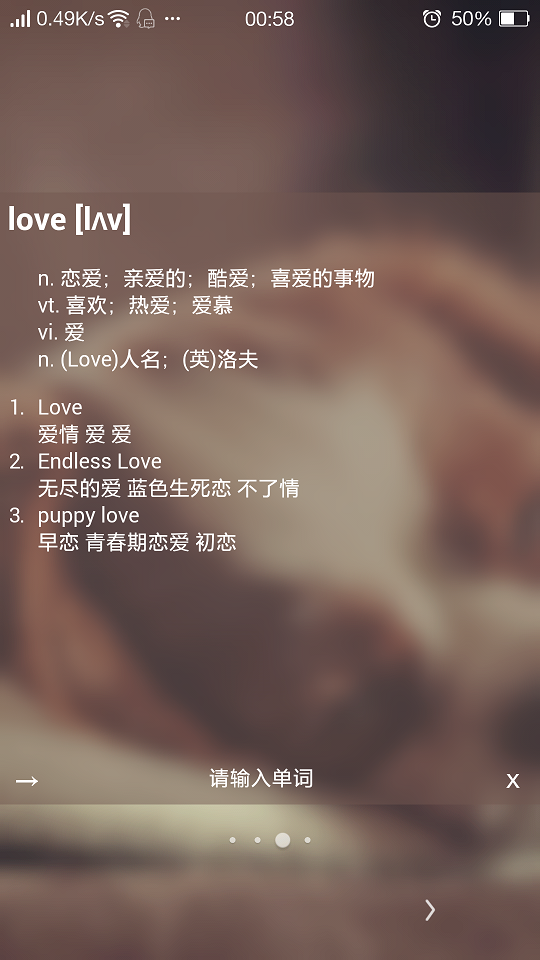 0.49K/s 00:58 50%
love [lʌv]
n. 恋爱；亲爱的；酷爱；喜爱的事物
vt. 喜欢；热爱；爱慕
vi. 爱
n. (Love)人名；(英)洛夫
1. Love
爱情 爱 爱
2. Endless Love
无尽的爱 蓝色生死恋 不了情
3. puppy love
早恋 青春期恋爱 初恋
→ 请输入单词 x